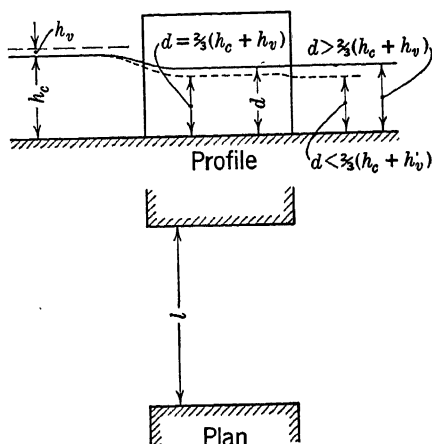 h_v
d=⅔(h_c+h_v)
d>⅔(h_c+h_v)
h_c
d
Profile
d<⅔(h_c+h_v)
l
Plan